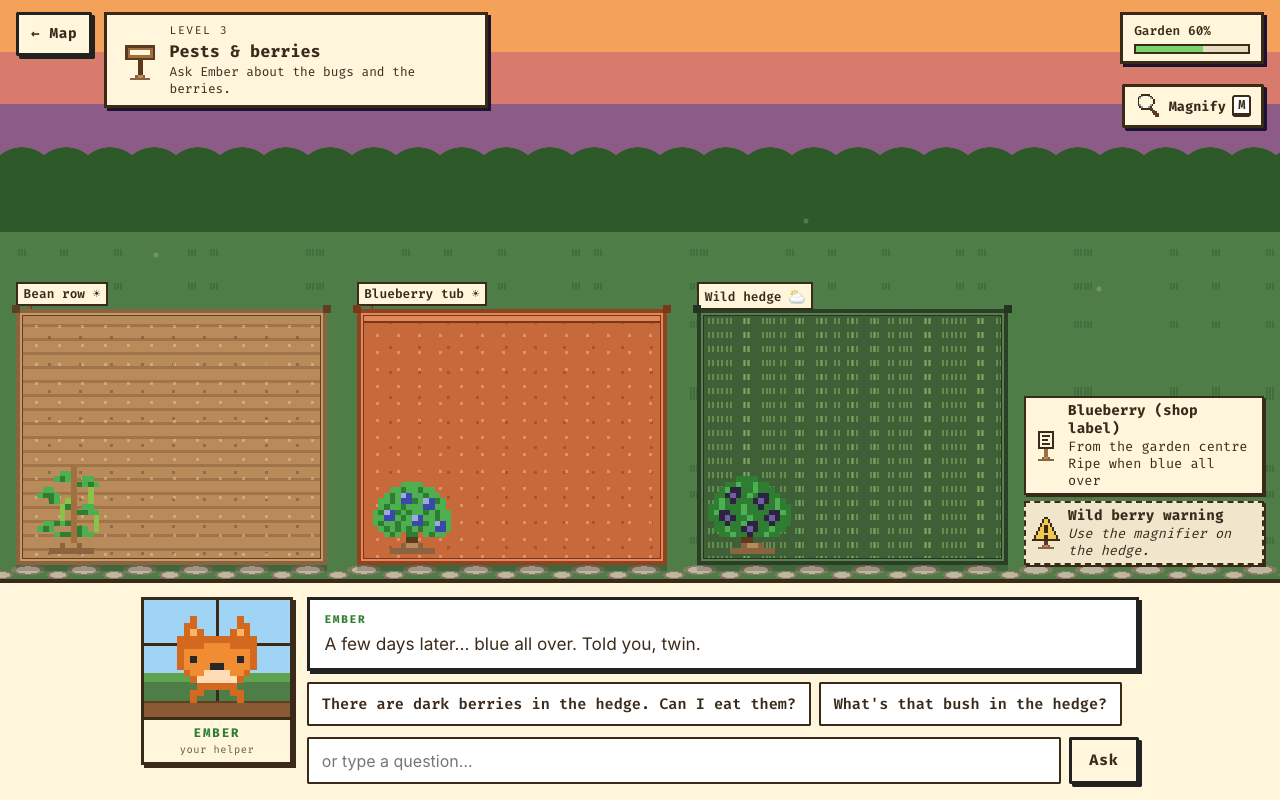 ← Map
LEVEL 3
Pests & berries
Ask Ember about the bugs and the
berries.
Garden 60%
Magnify M
Bean row ☀
Blueberry tub ☀
Wild hedge ⛅
Blueberry (shop
label)
From the garden centre
Ripe when blue all
over
Wild berry warning
Use the magnifier on
the hedge.
EMBER
your helper
EMBER
A few days later… blue all over. Told you, twin.
There are dark berries in the hedge. Can I eat them?
What's that bush in the hedge?
or type a question…
Ask